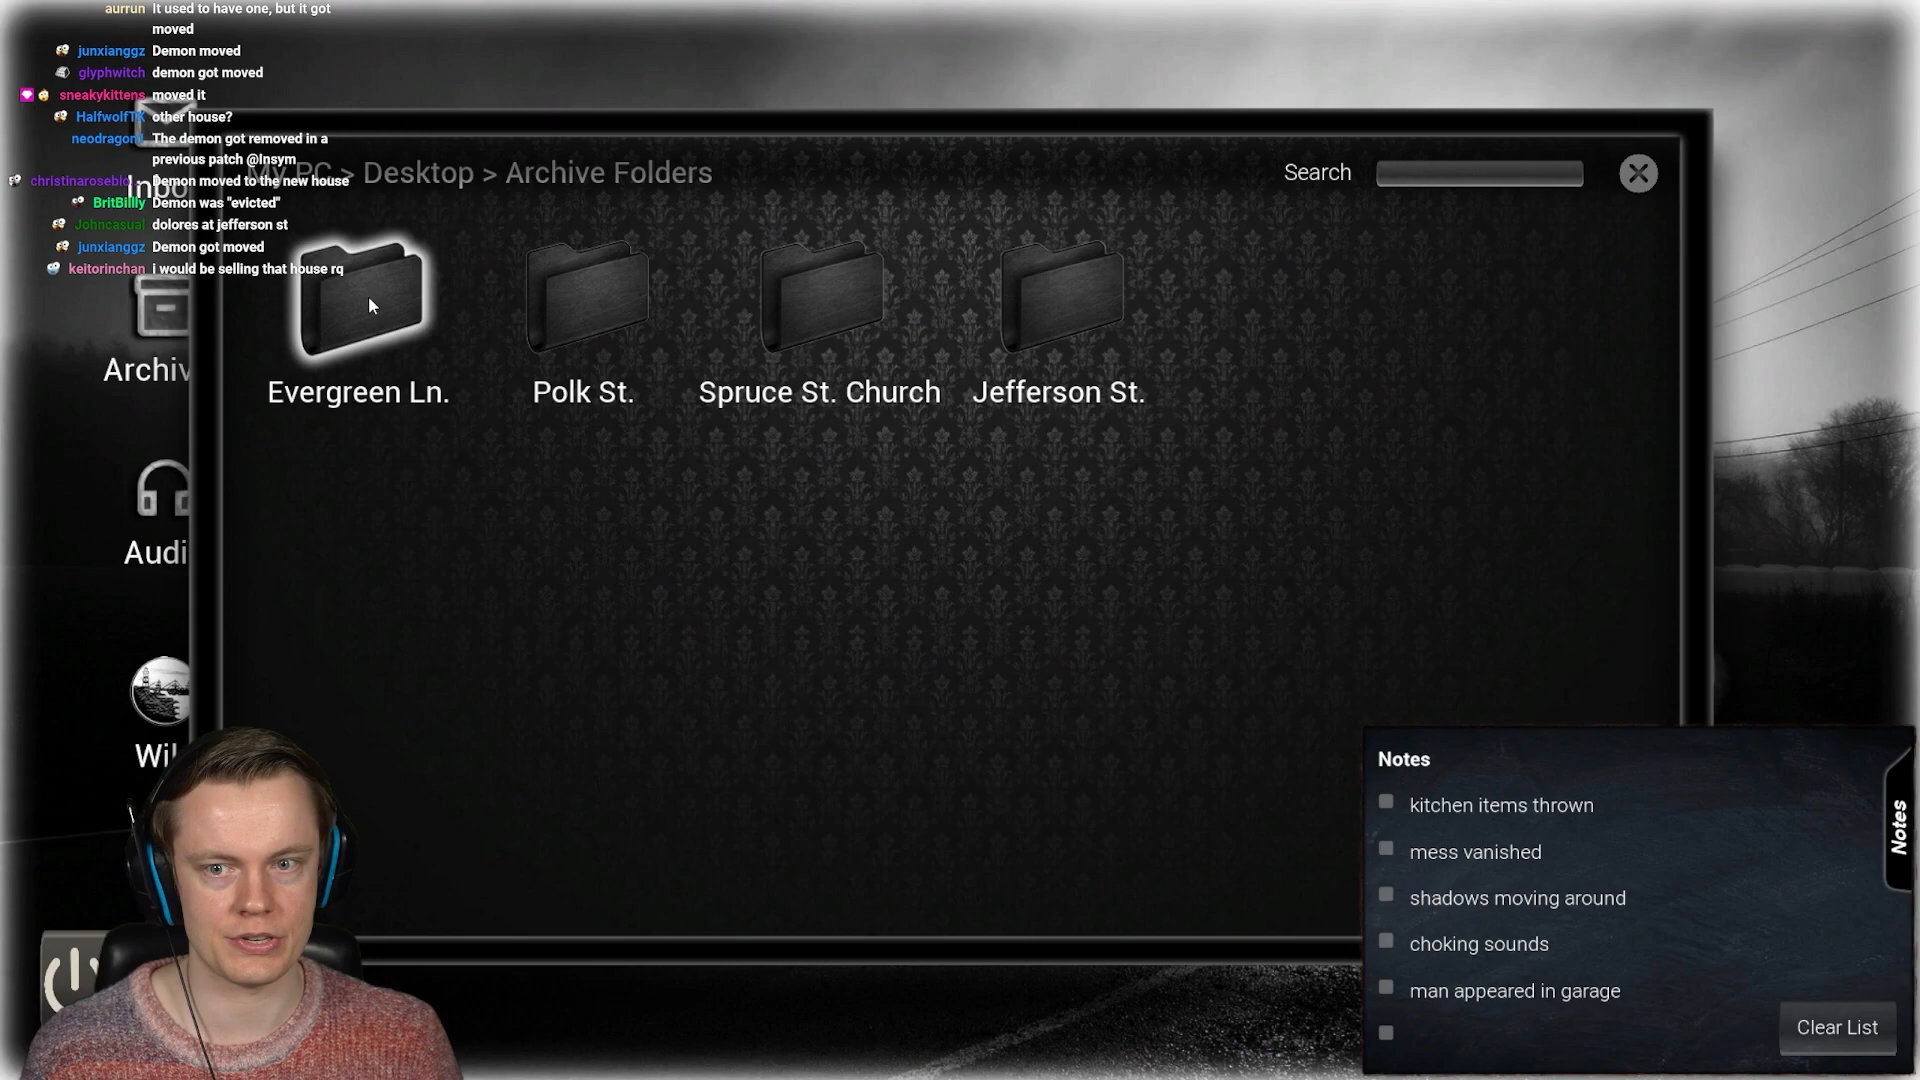 aurrun It used to have one, but it got
moved
junxianggz Demon moved
glyphwitch demon got moved
sneakykittens moved it
other house?
The demon got removed in a
previous patch @Insym
Demon moved to the new house
BritBillly Demon was "evicted"
Johncasual dolores at jefferson st
junxianggz Demon got moved
keitorinchan i would be selling that house rq
PC > Desktop > Archive Folders
Search
Evergreen Ln.
Polk St.
Spruce St. Church
Jefferson St.
Notes
kitchen items thrown
mess vanished
shadows moving around
choking sounds
man appeared in garage
Clear List
Notes